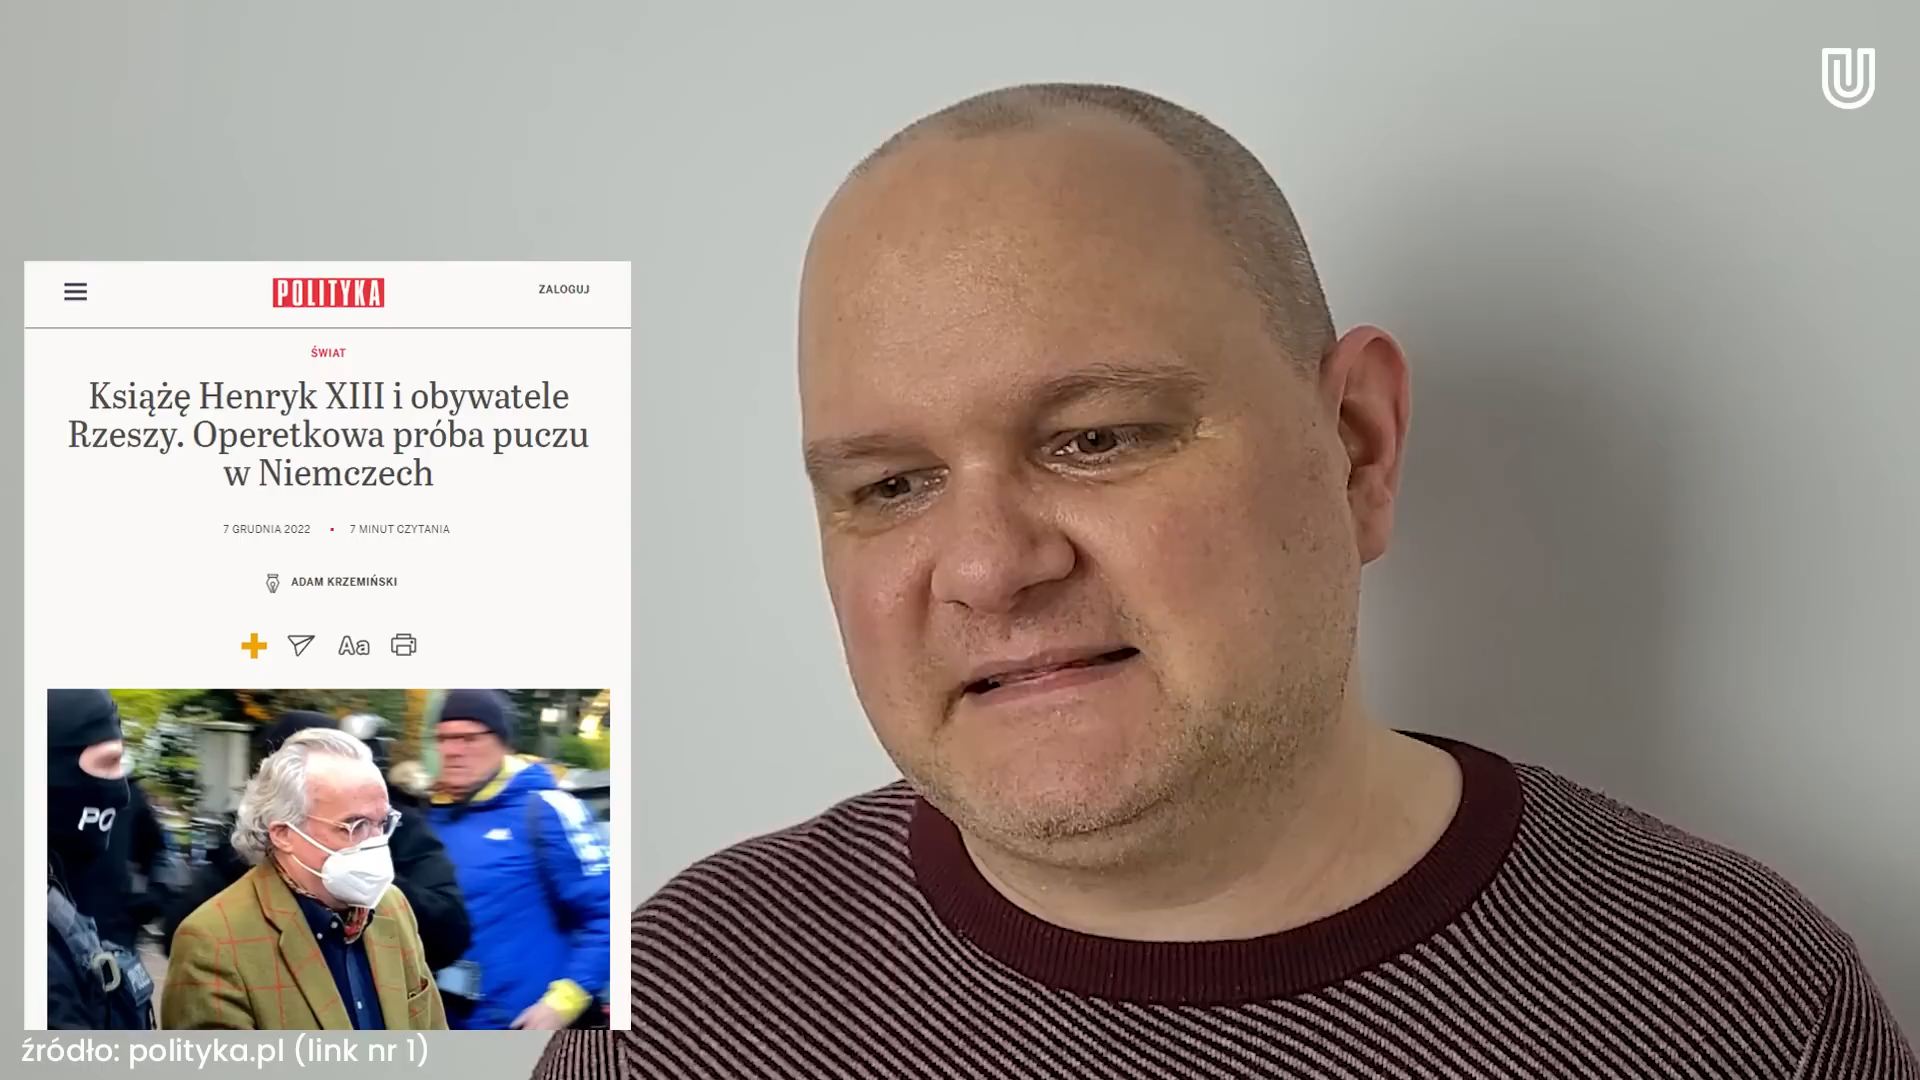 POLITYKA
ZALOGUJ
ŚWIAT
Książę Henryk XIII i obywatele
Rzeszy. Operetkowa próba puczu
w Niemczech
7 GRUDNIA 2022 • 7 MINUT CZYTANIA
ADAM KRZEMIŃSKI
Aa
PO
źródło: polityka.pl (link nr 1)